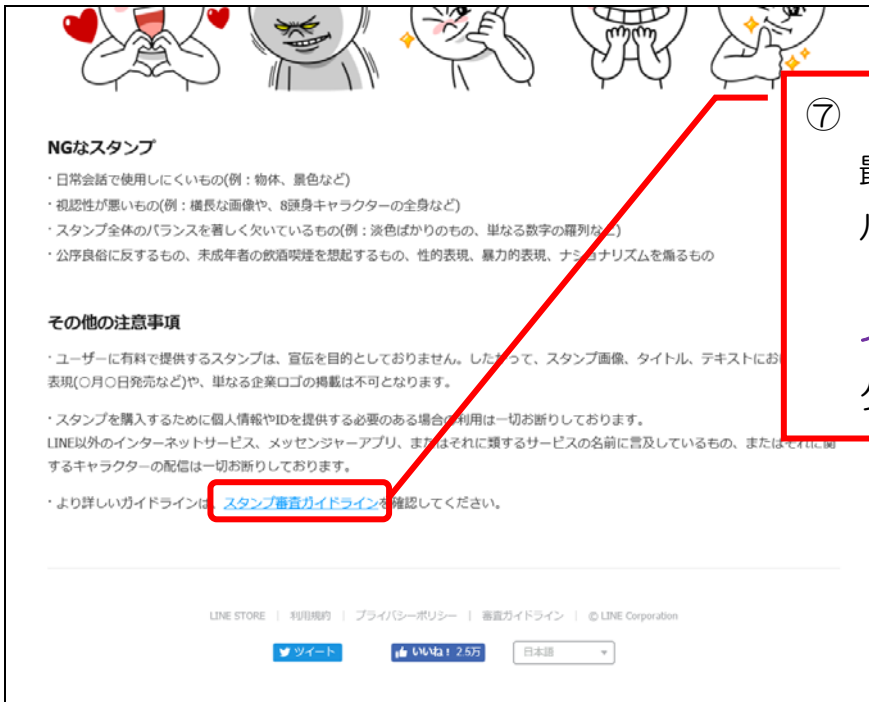 NGなスタンプ
・日常会話で使用しにくいもの(例：物体、景色など)
・視認性が悪いもの(例：横長な画像や、8頭身キャラクターの全身など)
・スタンプ全体のバランスを著しく欠いているもの(例：淡色ばかりのもの、単なる数字の羅列など)
・公序良俗に反するもの、未成年者の飲酒喫煙を想起するもの、性的表現、暴力的表現、ナショナリズムを煽るもの
その他の注意事項
・ユーザーに有料で提供するスタンプは、宣伝を目的としておりません。したがって、スタンプ画像、タイトル、テキストにお
表現(○月○日発売など)や、単なる企業ロゴの掲載は不可となります。
・スタンプを購入するために個人情報やIDを提供する必要のある場合の利用は一切お断りしております。
LINE以外のインターネットサービス、メッセンジャーアプリ、またはそれに類するサービスの名前に言及しているもの、またはそれに関
するキャラクターの配信は一切お断りしております。
・より詳しいガイドラインは、スタンプ審査ガイドラインを確認してください。
⑦
LINE STORE | 利用規約 | プライバシーポリシー | 審査ガイドライン | © LINE Corporation
ツイート いいね！ 2.5万 日本語